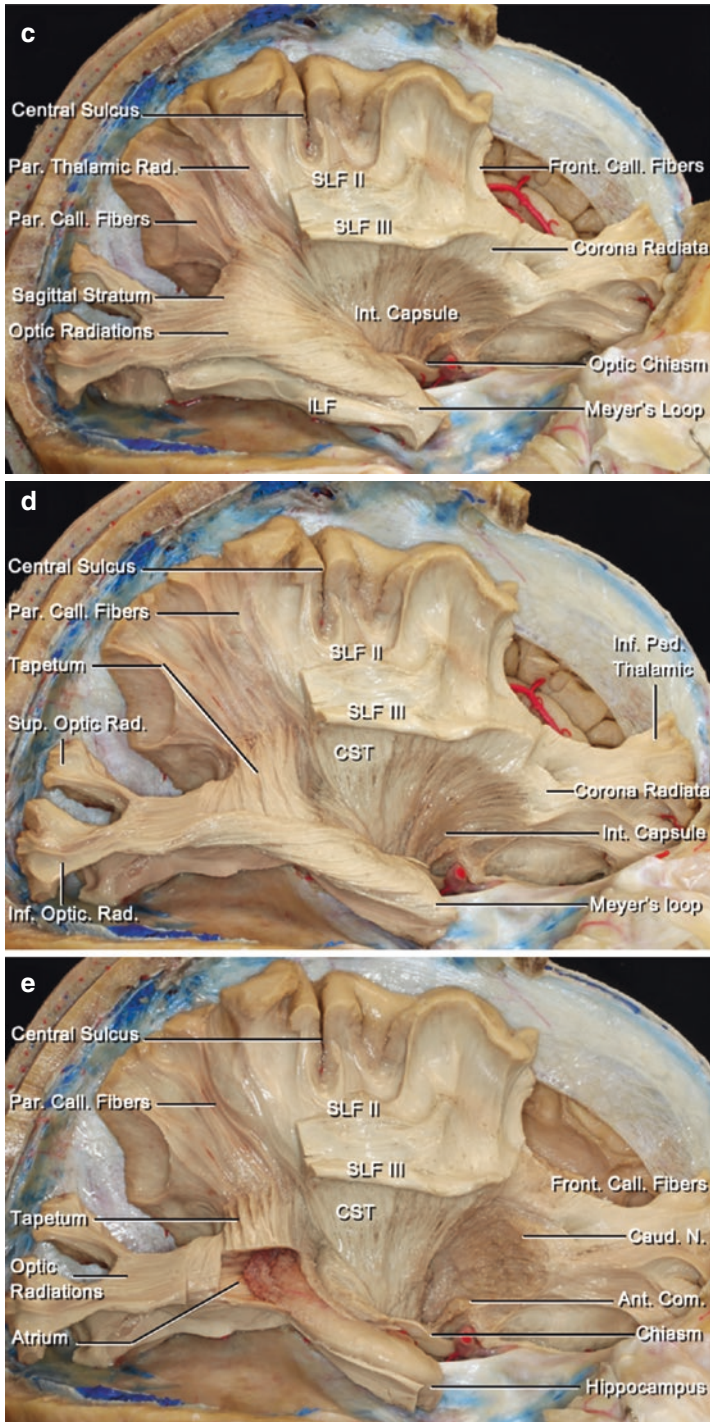 c
Central Sulcus
Par. Thalamic Rad.
SLF II
Front. Call. Fibers
Par. Call. Fibers
SLF III
Corona Radiata
Sagittal Stratum
Int. Capsule
Optic Radiations
Optic Chiasm
ILF
Meyer's Loop
d
Central Sulcus
Par. Call. Fibers
Inf. Ped.
Thalamic
SLF II
Tapetum
SLF III
Sup. Optic Rad.
CST
Corona Radiata
Int. Capsule
Inf. Optic. Rad.
Meyer's loop
e
Central Sulcus
Par. Call. Fibers
SLF II
SLF III
Front. Call. Fibers
Tapetum
CST
Caud. N.
Optic
Radiations
Ant. Com.
Atrium
Chiasm
Hippocampus